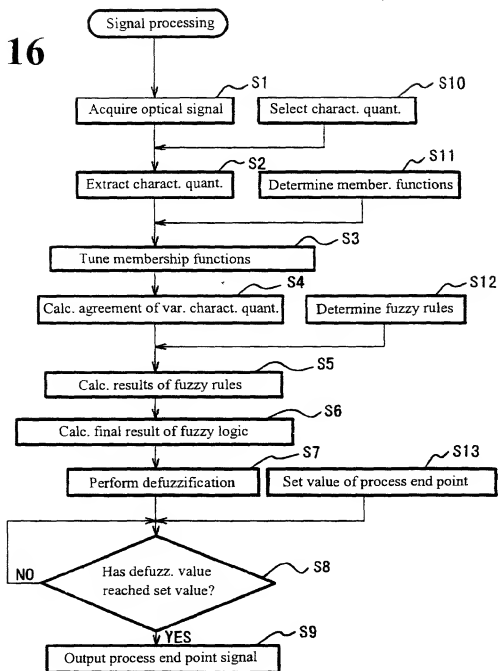 Signal processing
16
S1
S10
Acquire optical signal
Select charact. quant.
S2
S11
Extract charact. quant.
Determine member. functions
S3
Tune membership functions
S4
S12
Calc. agreement of var. charact. quant.
Determine fuzzy rules
S5
Calc. results of fuzzy rules
S6
Calc. final result of fuzzy logic
S7
S13
Perform defuzzification
Set value of process end point
NO
Has defuzz. value
reached set value?
S8
YES
S9
Output process end point signal